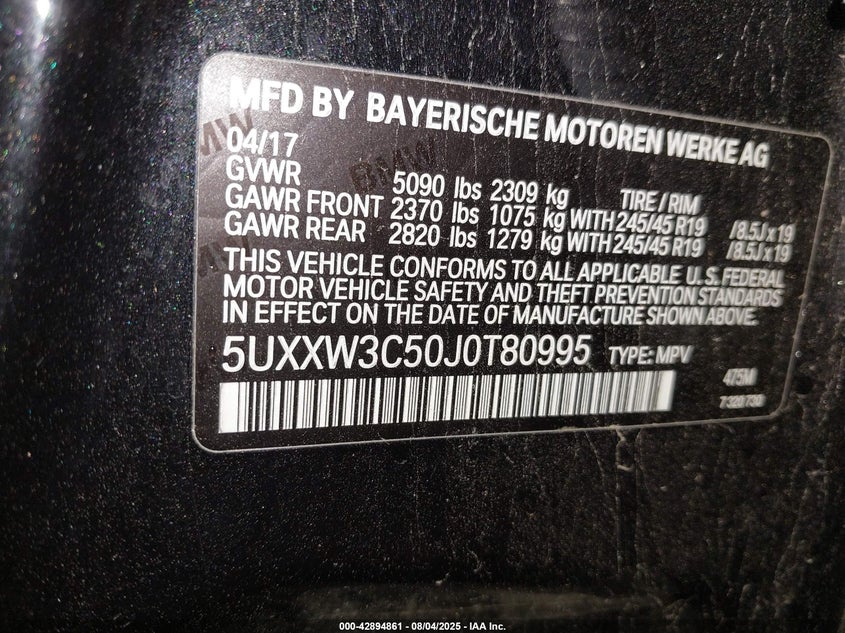 MFD BY BAYERISCHE MOTOREN WERKE AG
04/17
GVWR 5090 lbs 2309 kg TIRE / RIM
GAWR FRONT 2370 lbs 1075 kg WITH 245/45 R19 /8.5J x 19
GAWR REAR 2820 lbs 1279 kg WITH 245/45 R19 /8.5J x 19
THIS VEHICLE CONFORMS TO ALL APPLICABLE U. S. FEDERAL
MOTOR VEHICLE SAFETY AND THEFT PREVENTION STANDARDS
IN EFFECT ON THE DATE OF MANUFACTURE SHOWN ABOVE.
5UXXW3C50J0T80995 TYPE: MPV
475M
000-42894861 - 08/04/2025 - IAA Inc.